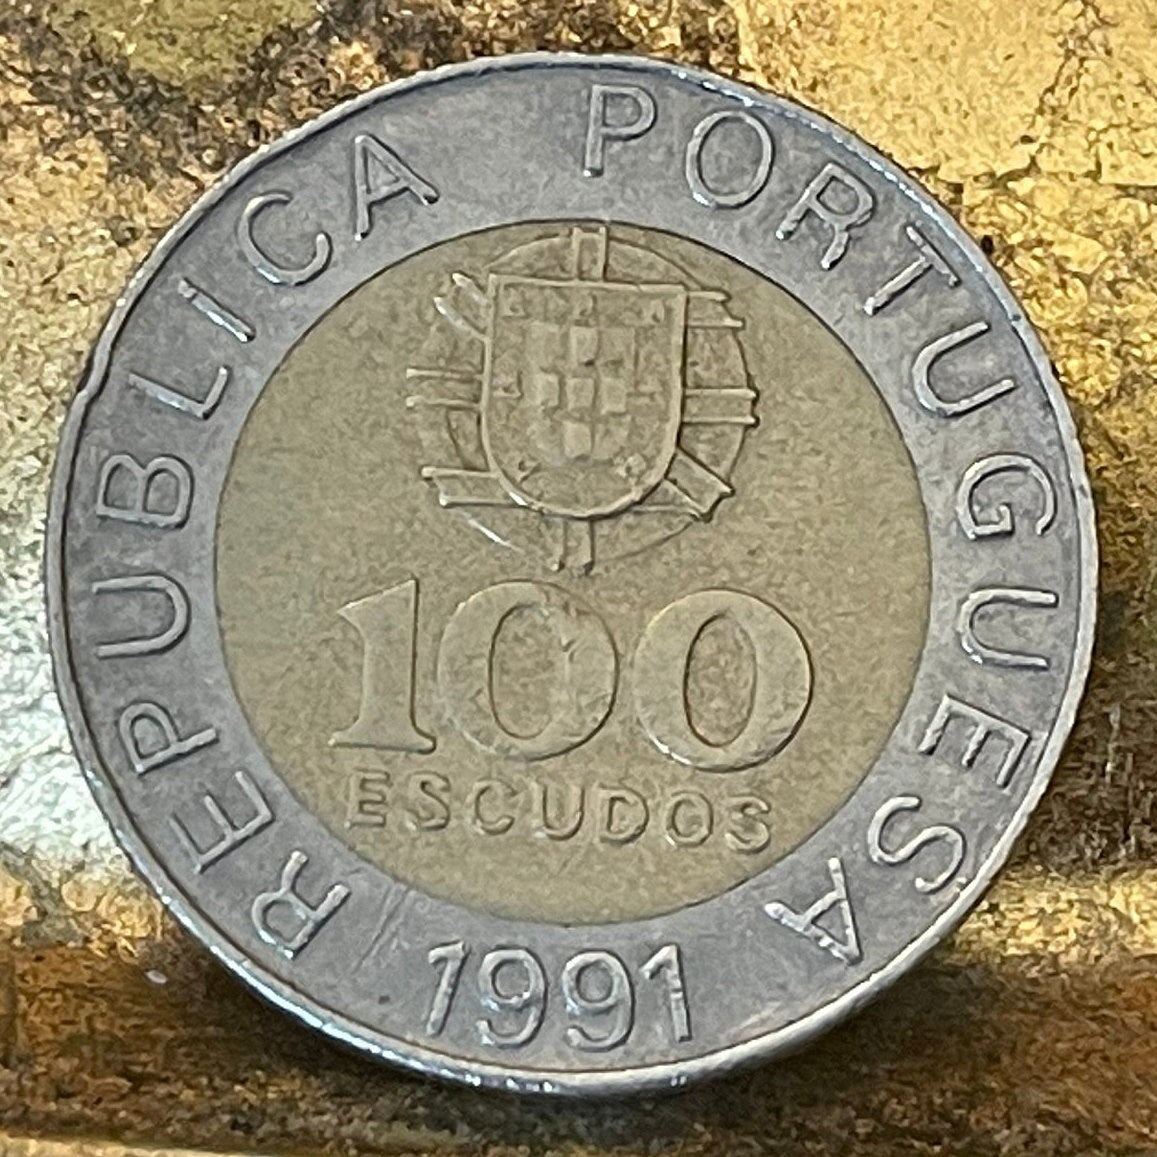 REPUBLICA PORTUGUESA
100
ESCUDOS
1991